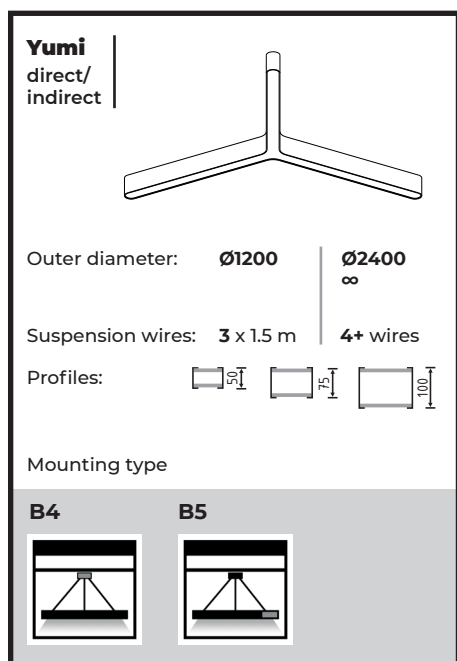 Yumi
direct/
indirect
Outer diameter: Ø1200 Ø2400
∞
Suspension wires: 3 x 1.5 m 4+ wires
Profiles: 50 75 100
Mounting type
B4 B5